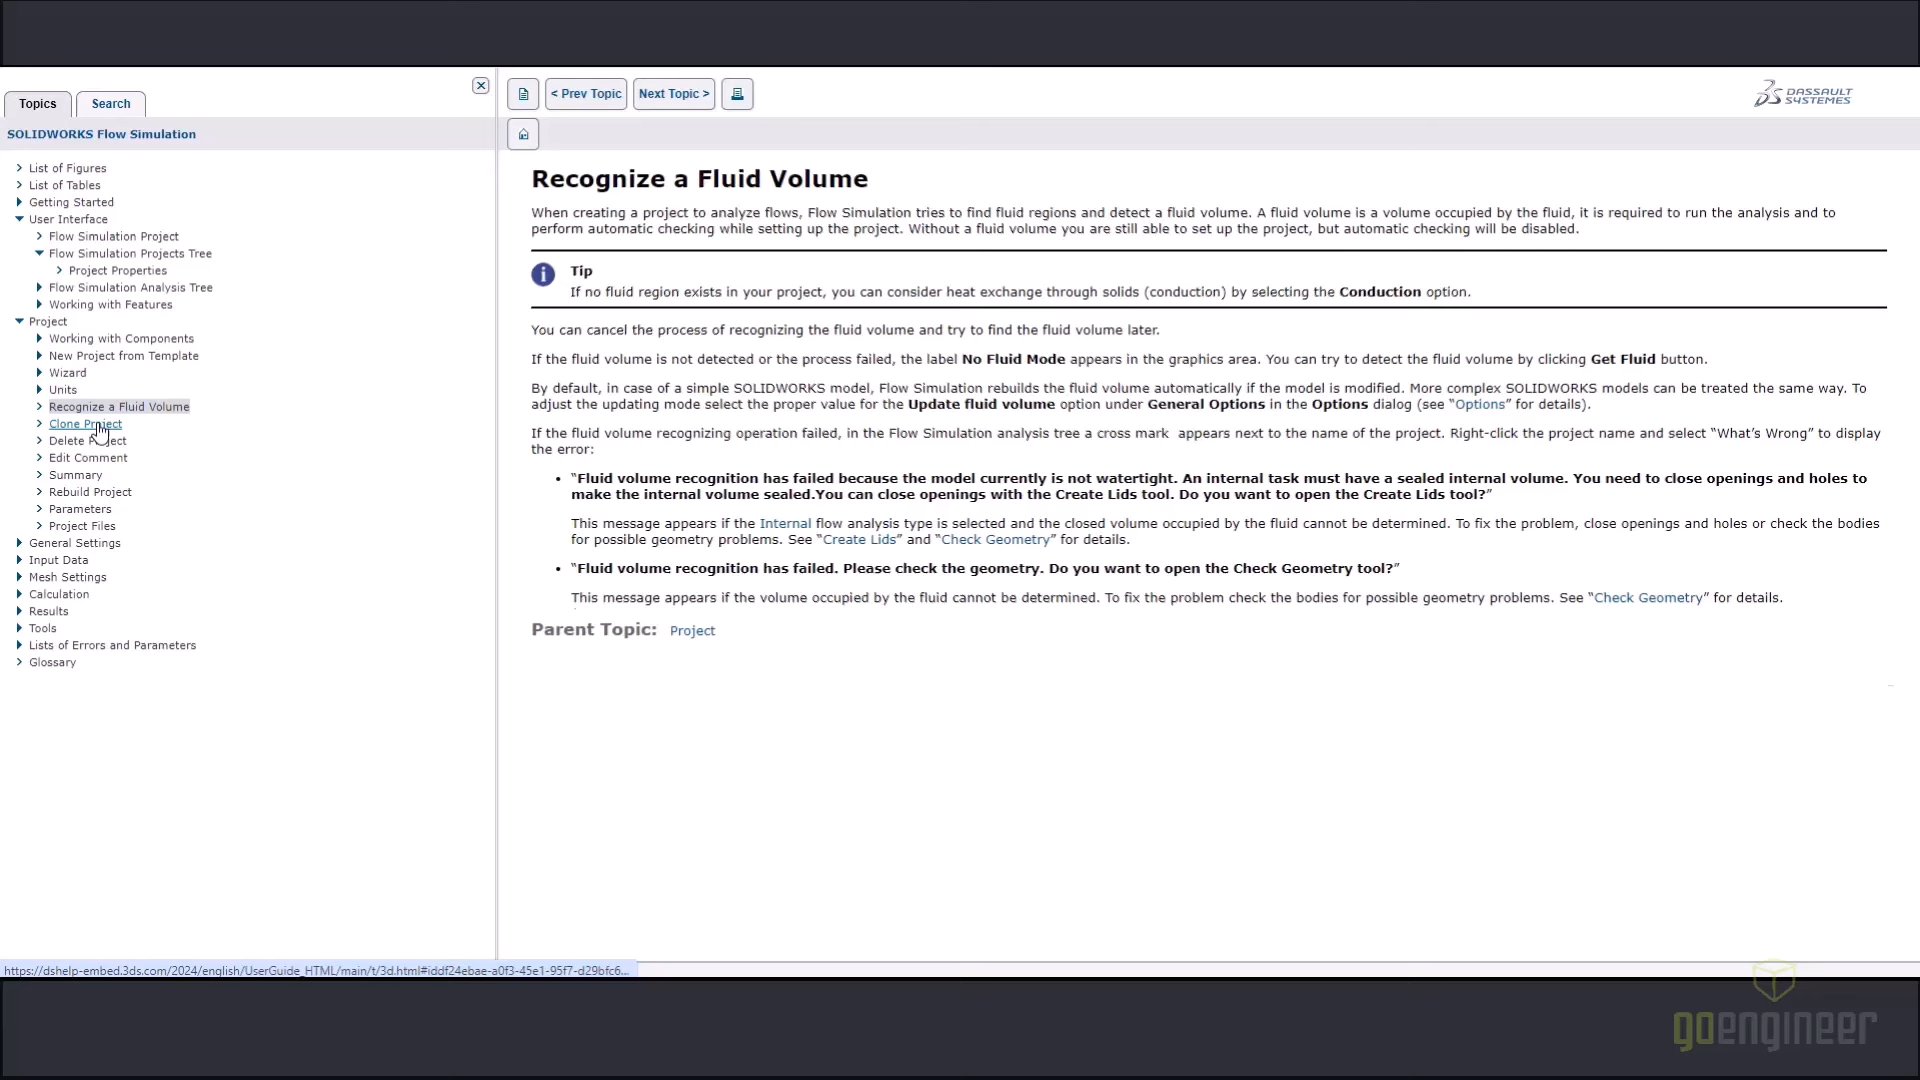 Topics
Search
SOLIDWORKS Flow Simulation
List of Figures
List of Tables
Getting Started
User Interface
Flow Simulation Project
Flow Simulation Projects Tree
Project Properties
Flow Simulation Analysis Tree
Working with Features
Project
Working with Components
New Project from Template
Wizard
Units
Recognize a Fluid Volume
Clone Project
Delete Project
Edit Comment
Summary
Rebuild Project
Parameters
Project Files
General Settings
Input Data
Mesh Settings
Calculation
Results
Tools
Lists of Errors and Parameters
Glossary
< Prev Topic
Next Topic >
DASSAULT
SYSTEMES
Recognize a Fluid Volume
When creating a project to analyze flows, Flow Simulation tries to find fluid regions and detect a fluid volume. A fluid volume is a volume occupied by the fluid, it is required to run the analysis and to
perform automatic checking while setting up the project. Without a fluid volume you are still able to set up the project, but automatic checking will be disabled.
Tip
If no fluid region exists in your project, you can consider heat exchange through solids (conduction) by selecting the Conduction option.
You can cancel the process of recognizing the fluid volume and try to find the fluid volume later.
If the fluid volume is not detected or the process failed, the label No Fluid Mode appears in the graphics area. You can try to detect the fluid volume by clicking Get Fluid button.
By default, in case of a simple SOLIDWORKS model, Flow Simulation rebuilds the fluid volume automatically if the model is modified. More complex SOLIDWORKS models can be treated the same way. To
adjust the updating mode select the proper value for the Update fluid volume option under General Options in the Options dialog (see “Options” for details).
If the fluid volume recognizing operation failed, in the Flow Simulation analysis tree a cross mark appears next to the name of the project. Right-click the project name and select “What’s Wrong” to display
the error:
• “Fluid volume recognition has failed because the model currently is not watertight. An internal task must have a sealed internal volume. You need to close openings and holes to
make the internal volume sealed.You can close openings with the Create Lids tool. Do you want to open the Create Lids tool?”
This message appears if the Internal flow analysis type is selected and the closed volume occupied by the fluid cannot be determined. To fix the problem, close openings and holes or check the bodies
for possible geometry problems. See “Create Lids” and “Check Geometry” for details.
• “Fluid volume recognition has failed. Please check the geometry. Do you want to open the Check Geometry tool?”
This message appears if the volume occupied by the fluid cannot be determined. To fix the problem check the bodies for possible geometry problems. See “Check Geometry” for details.
Parent Topic: Project
https://dshelp-embed.3ds.com/2024/english/UserGuide_HTML/main/t/3d.html#iddf24ebae-a0f3-45e1-95f7-d29bfc6...
goengineer